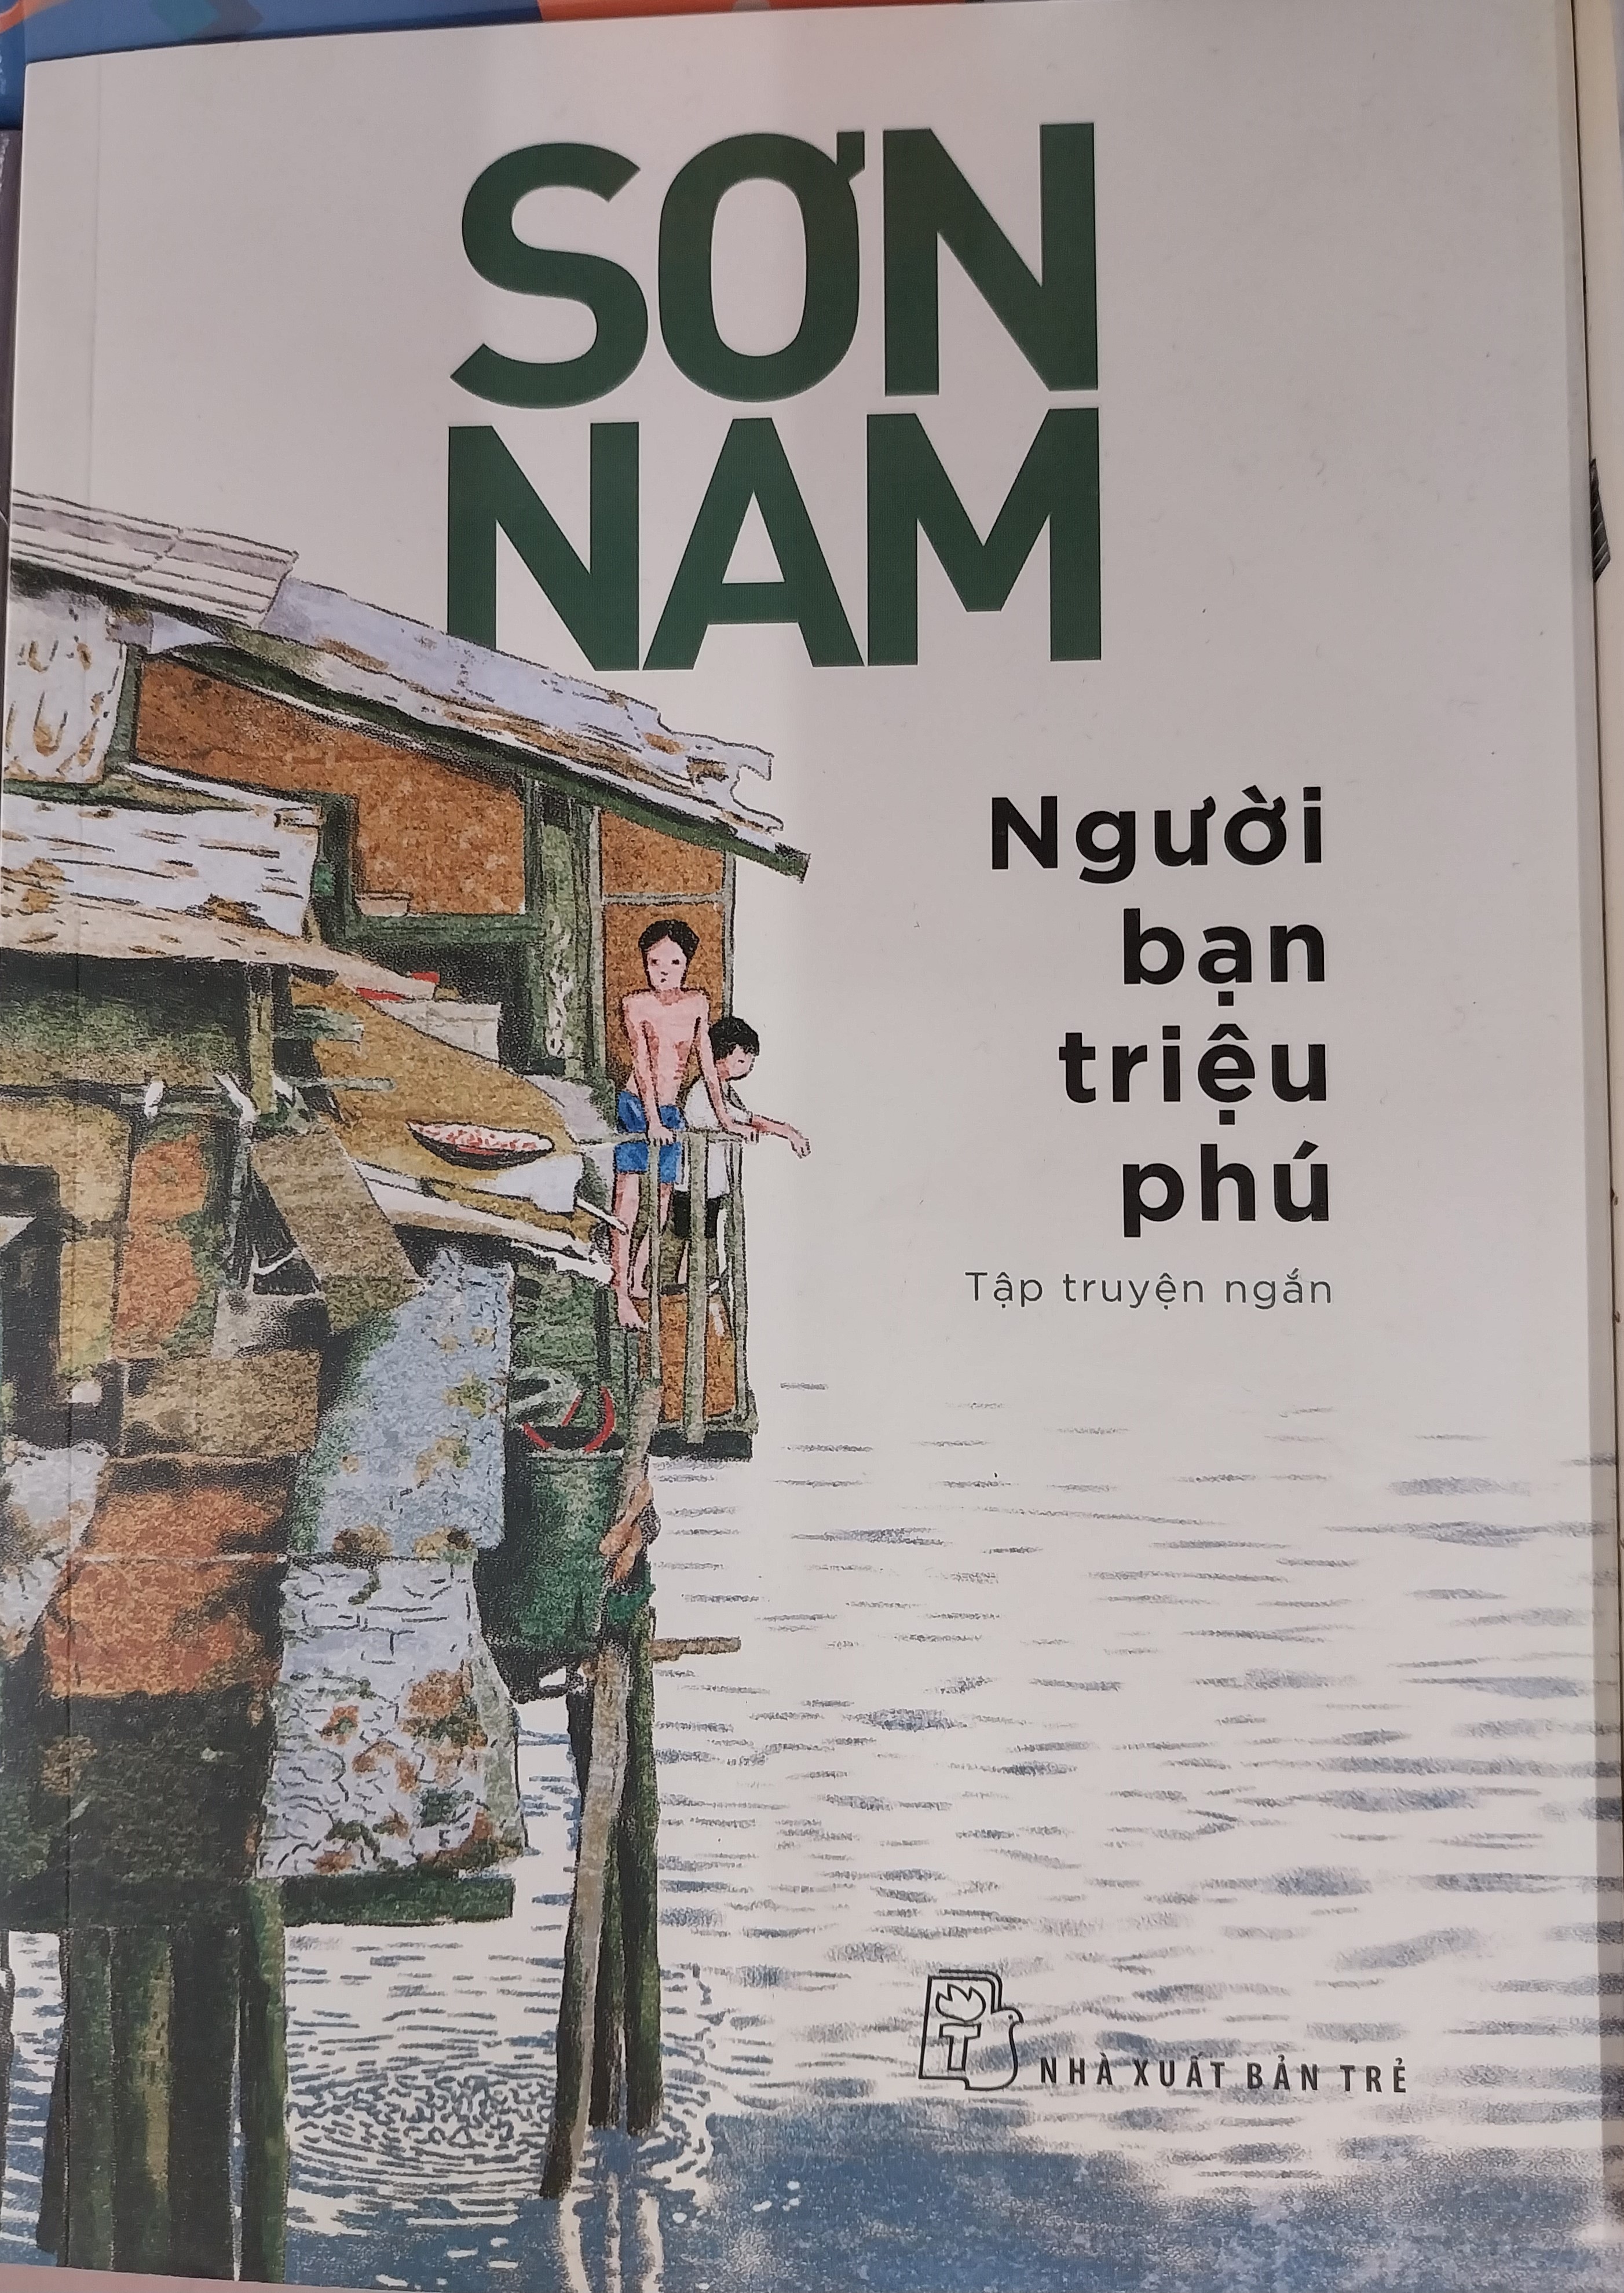 SƠN
NAM
Người
bạn
triệu
phú
Tập truyện ngắn
T
NHÀ XUẤT BẢN TRẺ